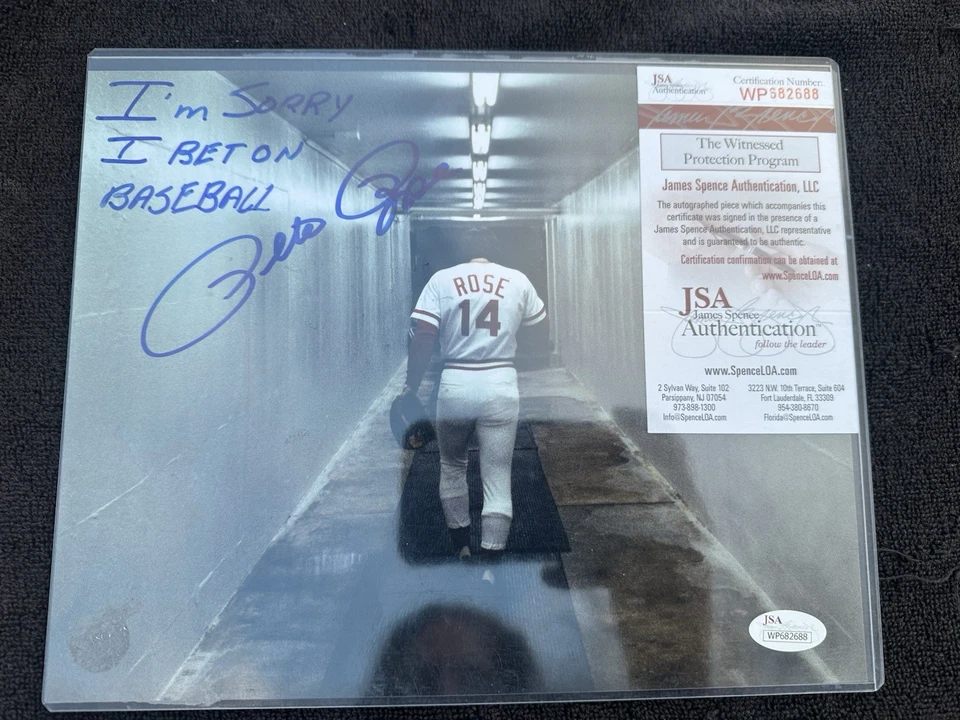 I'm SORRY
I BET ON
BASEBALL
Pete Rose
ROSE
14
JSA
James Spence
Authentication
Certification Number:
WP682688
The Witnessed
Protection Program
James Spence Authentication, LLC
The autographed piece which accompanies this
certificate was signed in the presence of a
James Spence Authentication, LLC representative
and is guaranteed to be authentic.
Certification confirmation can be obtained at
www.SpenceLOA.com
JSA
James Spence
Authentication™
follow the leader
www.SpenceLOA.com
2 Sylvan Way, Suite 102
Parsippany, NJ 07054
973-898-1300
Info@SpenceLOA.com
3223 N.W. 10th Terrace, Suite 604
Fort Lauderdale, FL 33309
954-380-8670
Florida@SpenceLOA.com
JSA
WP682688